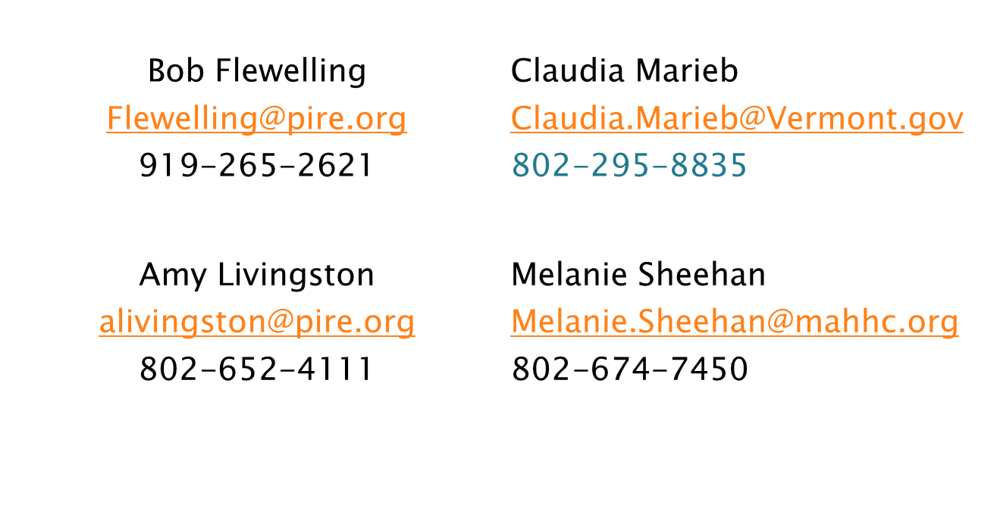 Bob Flewelling
Flewelling@pire.org
919-265-2621
Claudia Marieb
Claudia.Marieb@Vermont.gov
802-295-8835
Amy Livingston
alivingston@pire.org
802-652-4111
Melanie Sheehan
Melanie.Sheehan@mahhc.org
802-674-7450